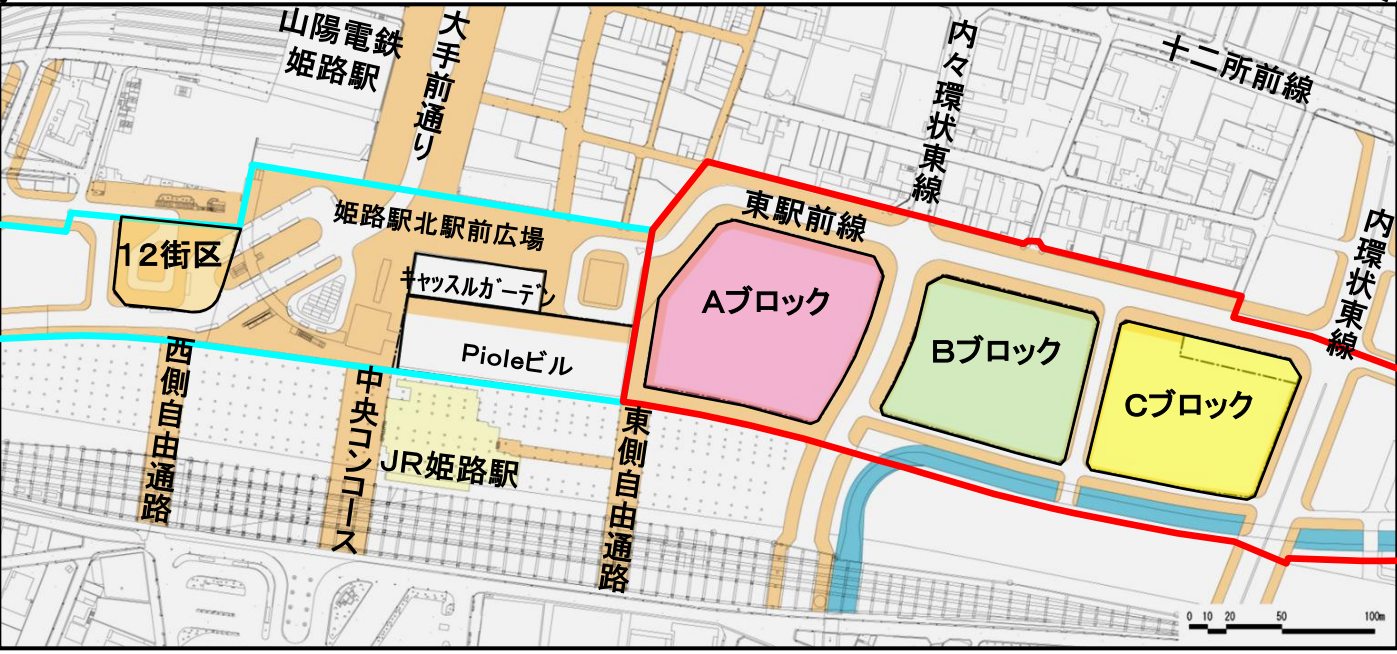 山陽電鉄
姫路駅
大手前通り
内々環状東線
十二所前線
内環状東線
姫路駅北駅前広場
東駅前線
12街区
キャッスルガーデン
Aブロック
Bブロック
Cブロック
Pioleビル
西側自由通路
中央コンコース
JR姫路駅
東側自由通路
0 10 20 50 100m